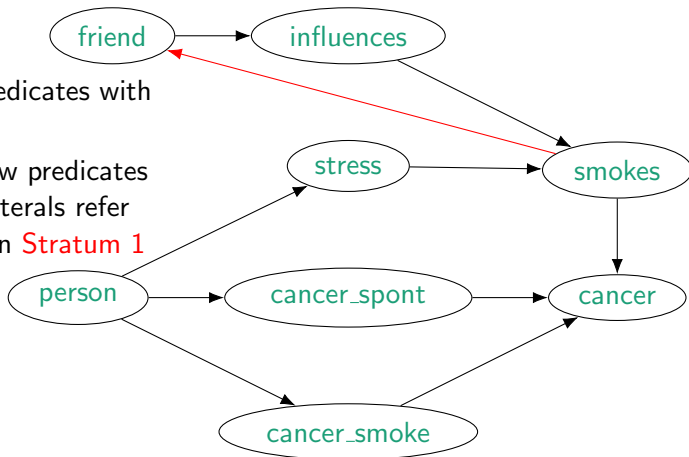 friend influences
edicates with
stress
w predicates
smokes
terals refer
n Stratum 1
person cancer_spont cancer
cancer_smoke